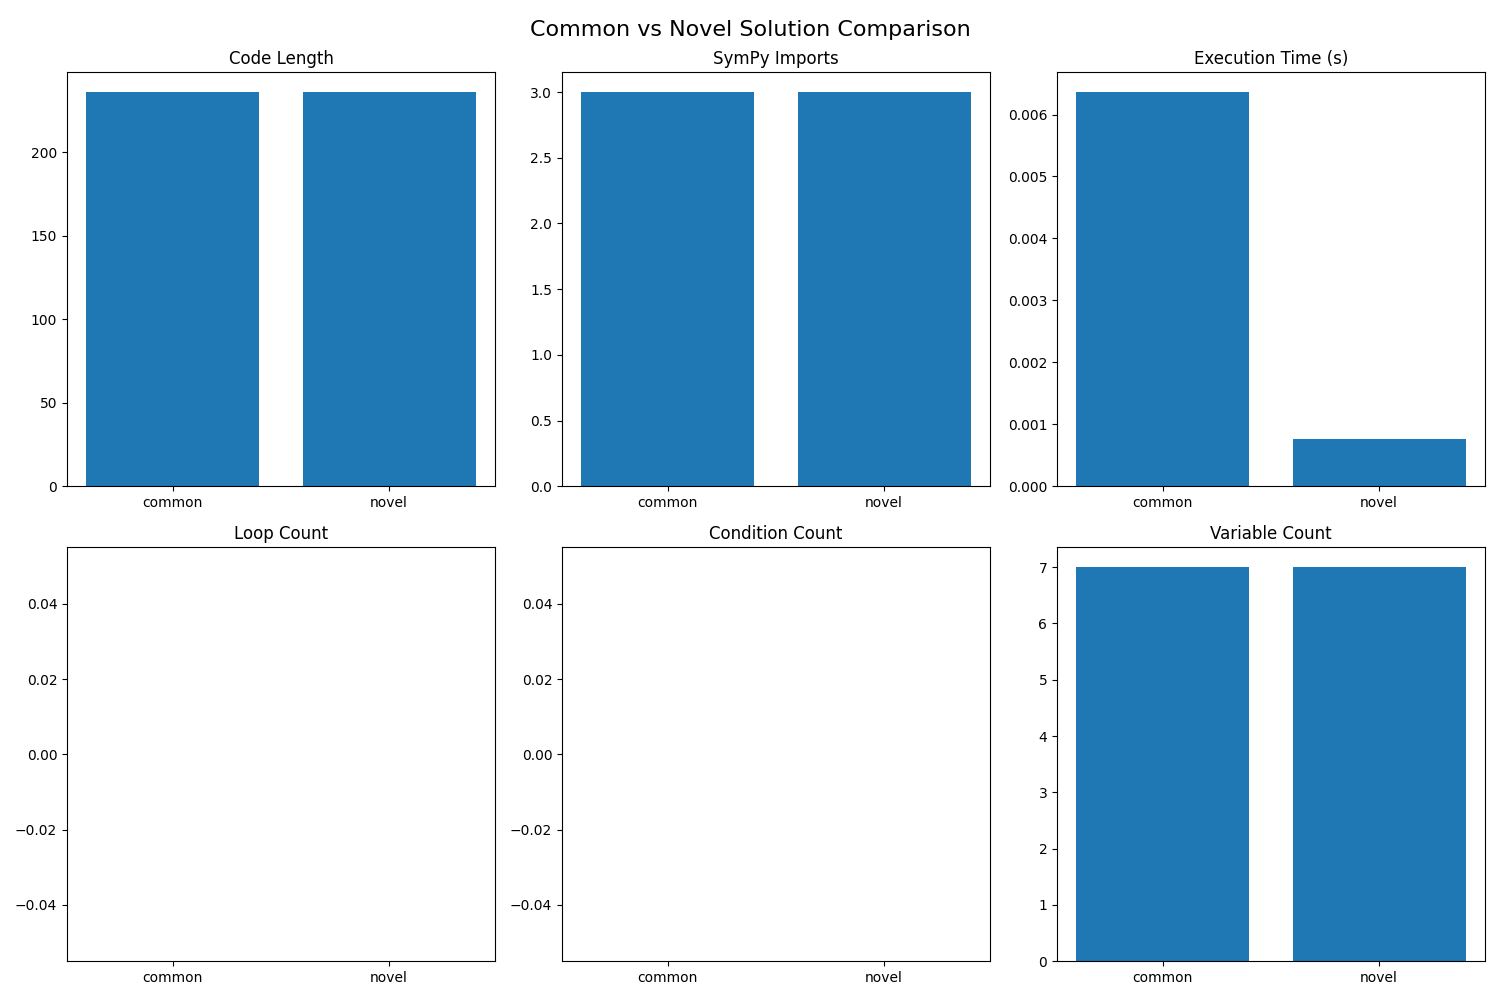 Common vs Novel Solution Comparison
Code Length
200
150
100
50
0
common novel
SymPy Imports
3.0
2.5
2.0
1.5
1.0
0.5
0.0
common novel
Execution Time (s)
0.006
0.005
0.004
0.003
0.002
0.001
0.000
common novel
Loop Count
0.04
0.02
0.00
−0.02
−0.04
common novel
Condition Count
0.04
0.02
0.00
−0.02
−0.04
common novel
Variable Count
7
6
5
4
3
2
1
0
common novel